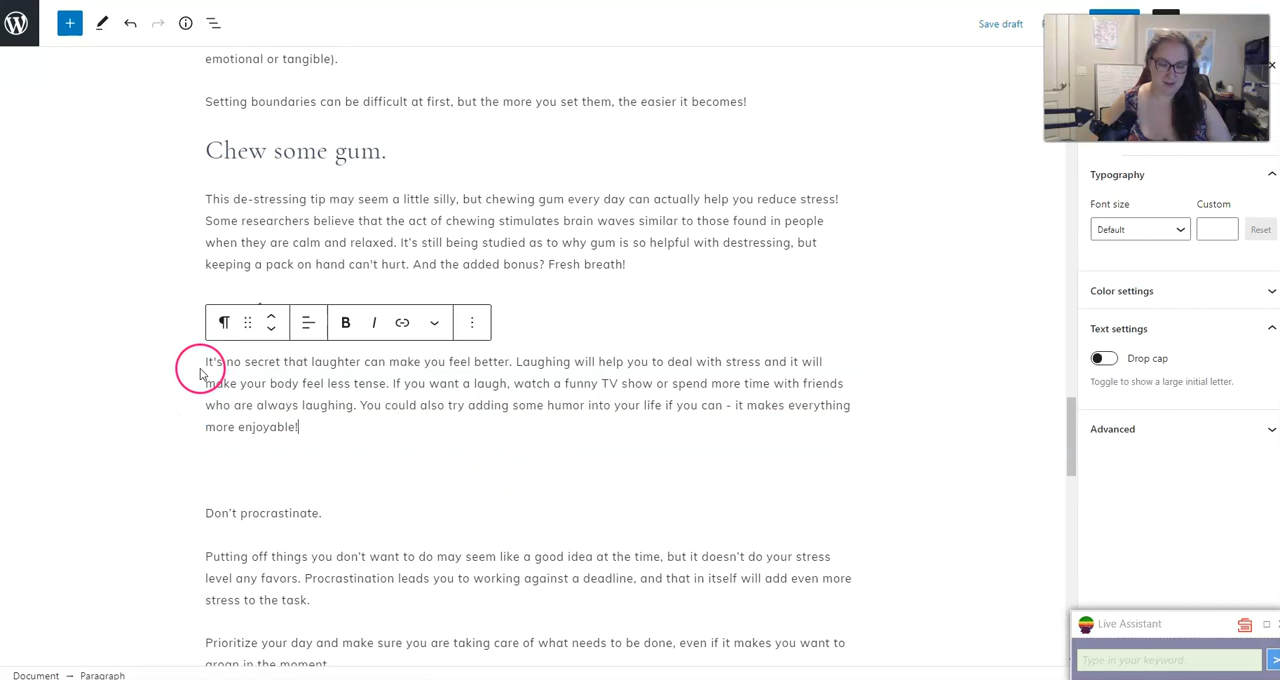 Save draft
emotional or tangible).
Setting boundaries can be difficult at first, but the more you set them, the easier it becomes!
Chew some gum.
This de-stressing tip may seem a little silly, but chewing gum every day can actually help you reduce stress!
Some researchers believe that the act of chewing stimulates brain waves similar to those found in people
when they are calm and relaxed. It's still being studied as to why gum is so helpful with destressing, but
keeping a pack on hand can't hurt. And the added bonus? Fresh breath!
It's no secret that laughter can make you feel better. Laughing will help you to deal with stress and it will
make your body feel less tense. If you want a laugh, watch a funny TV show or spend more time with friends
who are always laughing. You could also try adding some humor into your life if you can - it makes everything
more enjoyable!
Don't procrastinate.
Putting off things you don't want to do may seem like a good idea at the time, but it doesn't do your stress
level any favors. Procrastination leads you to working against a deadline, and that in itself will add even more
stress to the task.
Prioritize your day and make sure you are taking care of what needs to be done, even if it makes you want to
groan in the moment.
Document → Paragraph
Typography
Font size Custom
Default Reset
Color settings
Text settings
Drop cap
Toggle to show a large initial letter.
Advanced
Live Assistant
Type in your keyword..